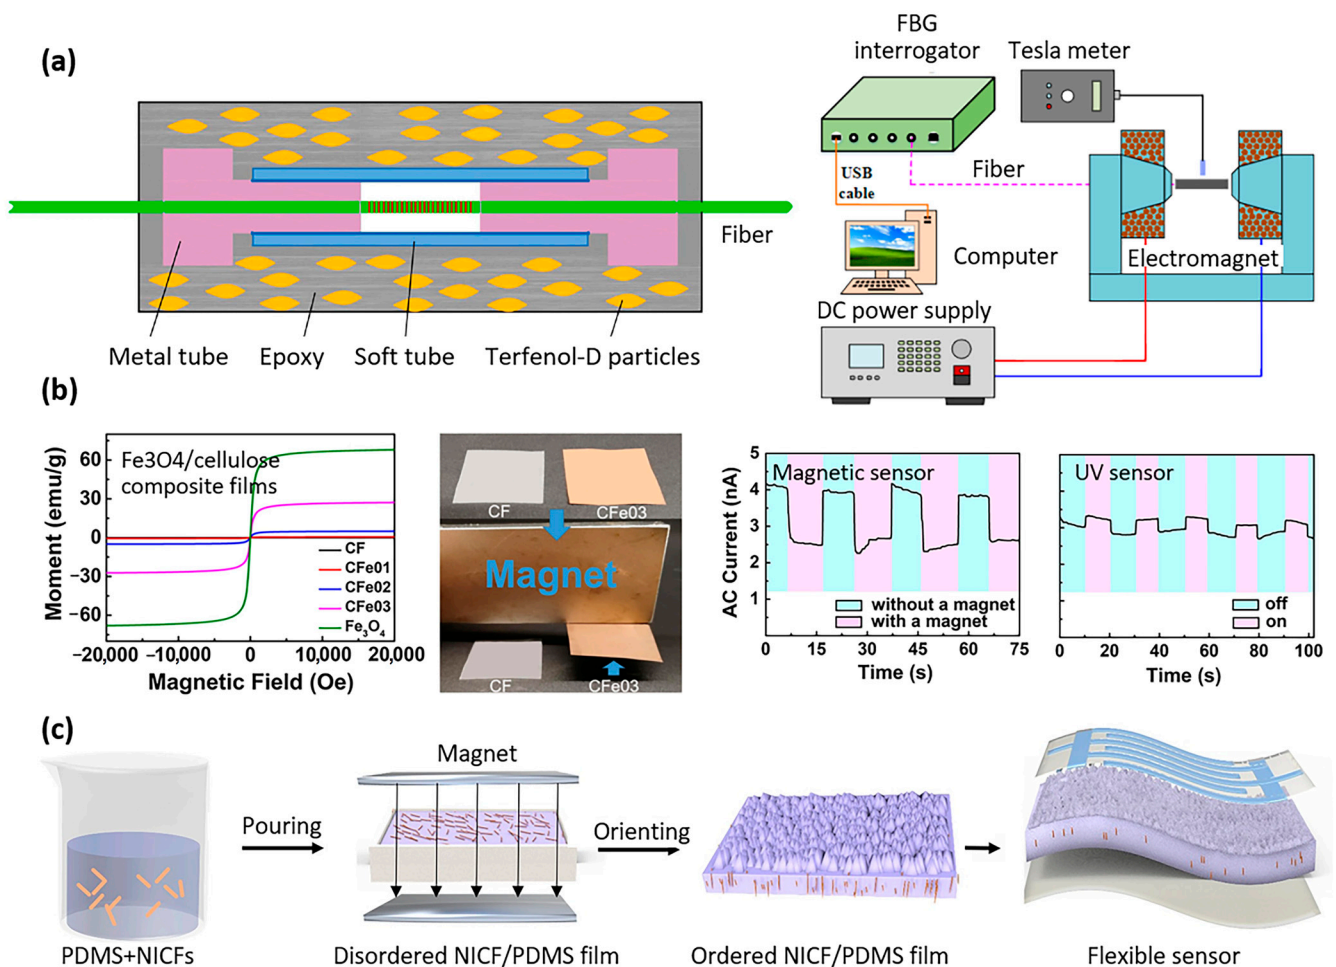 (a)
FBG
interrogator
Tesla meter
USB
cable
Fiber
Fiber
Computer
Electromagnet
DC power supply
Metal tube
Epoxy
Soft tube
Terfenol-D particles
(b)
Moment (emu/g)
60
30
0
−30
−60
Fe3O4/cellulose
composite films
CF
CFe01
CFe02
CFe03
Fe₃O₄
−20,000
−10,000
0
10,000
20,000
Magnetic Field (Oe)
CF
CFe03
Magnet
CF
CFe03
AC Current (nA)
5
4
3
2
1
0
Magnetic sensor
without a magnet
with a magnet
0
15
30
45
60
75
Time (s)
UV sensor
off
on
0
20
40
60
80
100
Time (s)
(c)
Magnet
Pouring
Orienting
PDMS+NICFs
Disordered NICF/PDMS film
Ordered NICF/PDMS film
Flexible sensor